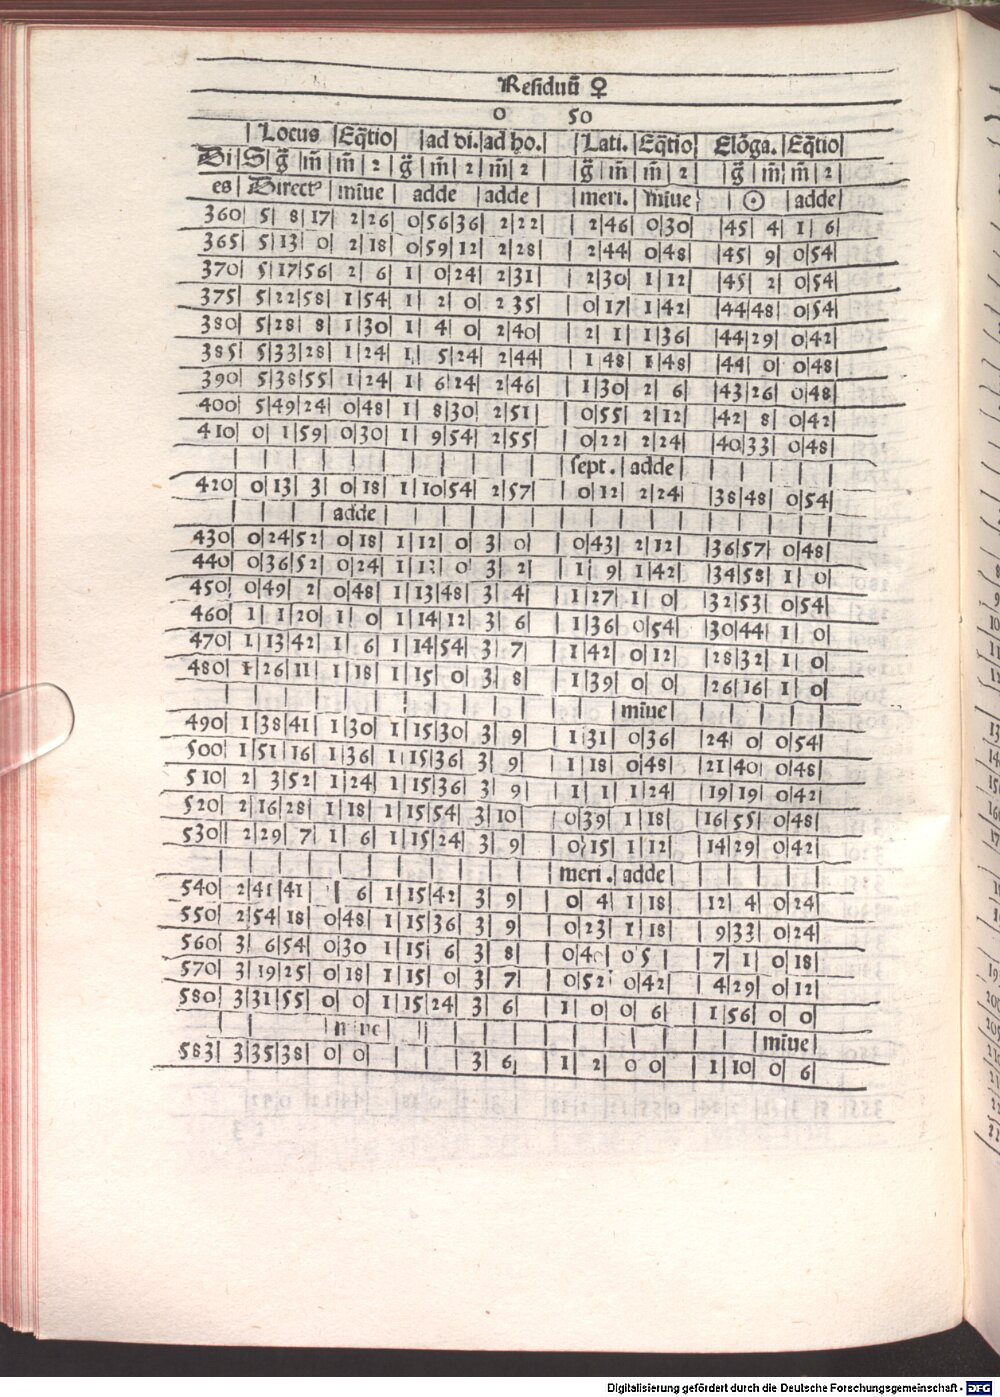 Residuū ♀
0 50
|Locus |Eq̄tio| |ad di.|ad ho.| |Lati.|Eq̄tio| Elōga.|Eq̄tio|
Di|S|g̃|m̃|m̃|2|g̃|m̃|2|m̃|2 |g̃|m̃|m̃|2| |g̃|m̃|m̃|2|
es|Direct⁹|mīue| adde |adde |meri.|mīue| |☉|adde|
360| 5| 8|17| 2|26| 0|56|36| 2|22| | 2|46| 0|30| |45| 4| 1| 6|
365| 5|13| 0| 2|18| 0|59|12| 2|28| | 2|44| 0|48| |45| 9| 0|54|
370| 5|17|56| 2| 6| 1| 0|24| 2|31| | 2|30| 1|12| |45| 2| 0|54|
375| 5|22|58| 1|54| 1| 2| 0| 2 35| | 0|17| 1|42| |44|48| 0|54|
380| 5|28| 8| 1|30| 1| 4| 0| 2|40| | 2| 1| 1|36| |44|29| 0|42|
385| 5|33|28| 1|24| 1| 5|24| 2|44| | 1|48| 1|48| |44| 0| 0|48|
390| 5|38|55| 1|24| 1| 6|24| 2|46| | 1|30| 2| 6| |43|26| 0|48|
400| 5|49|24| 0|48| 1| 8|30| 2|51| | 0|55| 2|12| |42| 8| 0|42|
410| 0| 1|59| 0|30| 1| 9|54| 2|55| | 0|22| 2|24| |40|33| 0|48|
|sept.|adde|
420| 0|13| 3| 0|18| 1|10|54| 2|57| | 0|12| 2|24| |38|48| 0|54|
|adde|
430| 0|24|52| 0|18| 1|12| 0| 3| 0| | 0|43| 2|12| |36|57| 0|48|
440| 0|36|52| 0|24| 1| 0| 3| 2| | 1| 9| 1|42| |34|58| 1| 0|
450| 0|49| 2| 0|48| 1|13|48| 3| 4| | 1|27| 1| 0| |32|53| 0|54|
460| 1| 1|20| 1| 0| 1|14|12| 3| 6| | 1|36| 0|54| |30|44| 1| 0|
470| 1|13|42| 1| 6| 1|14|54| 3| 7| | 1|42| 0|12| |28|32| 1| 0|
480| 1|26|11| 1|18| 1|15| 0| 3| 8| | 1|39| 0| 0| |26|16| 1| 0|
mīue|
490| 1|38|41| 1|30| 1|15|30| 3| 9| | 1|31| 0|36| |24| 0| 0|54|
500| 1|51|16| 1|36| 1|15|36| 3| 9| | 1|18| 0|48| |21|40| 0|48|
510| 2| 3|52| 1|24| 1|15|36| 3| 9| | 1| 1| 1|24| |19|19| 0|42|
520| 2|16|28| 1|18| 1|15|54| 3|10| | 0|39| 1|18| |16|55| 0|48|
530| 2|29| 7| 1| 6| 1|15|24| 3| 9| | 0|15| 1|12| |14|29| 0|42|
|meri.|adde|
540| 2|41|41| | 6| 1|15|42| 3| 9| | 0| 4| 1|18| |12| 4| 0|24|
550| 2|54|18| 0|48| 1|15|36| 3| 9| | 0|23| 1|18| | 9|33| 0|24|
560| 3| 6|54| 0|30| 1|15| 6| 3| 8| | 0|4 0 5 | | 7| 1| 0|18|
570| 3|19|25| 0|18| 1|15| 0| 3| 7| | 0|52| 0|42| | 4|29| 0|12|
580| 3|31|55| 0| 0| 1|15|24| 3| 6| | 1| 0| 0| 6| | 1|56| 0| 0|
|mīue|
583| 3|35|38| 0| 0| | | 3| 6| | 1| 2| 0 0| | 1|10| 0| 6|
Digitalisierung gefördert durch die Deutsche Forschungsgemeinschaft - DFG